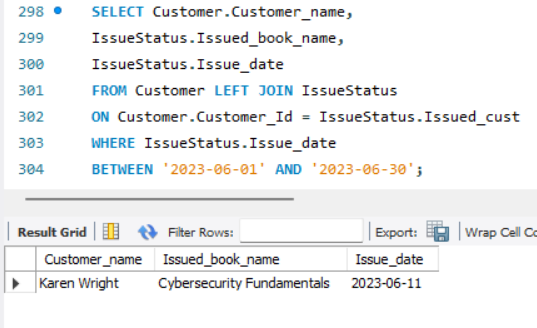 298 SELECT Customer.Customer_name,
299 IssueStatus.Issued_book_name,
300 IssueStatus.Issue_date
301 FROM Customer LEFT JOIN IssueStatus
302 ON Customer.Customer_Id = IssueStatus.Issued_cust
303 WHERE IssueStatus.Issue_date
304 BETWEEN '2023-06-01' AND '2023-06-30';
Result Grid Filter Rows: Export: Wrap Cell Co
Customer_name Issued_book_name Issue_date
Karen Wright Cybersecurity Fundamentals 2023-06-11